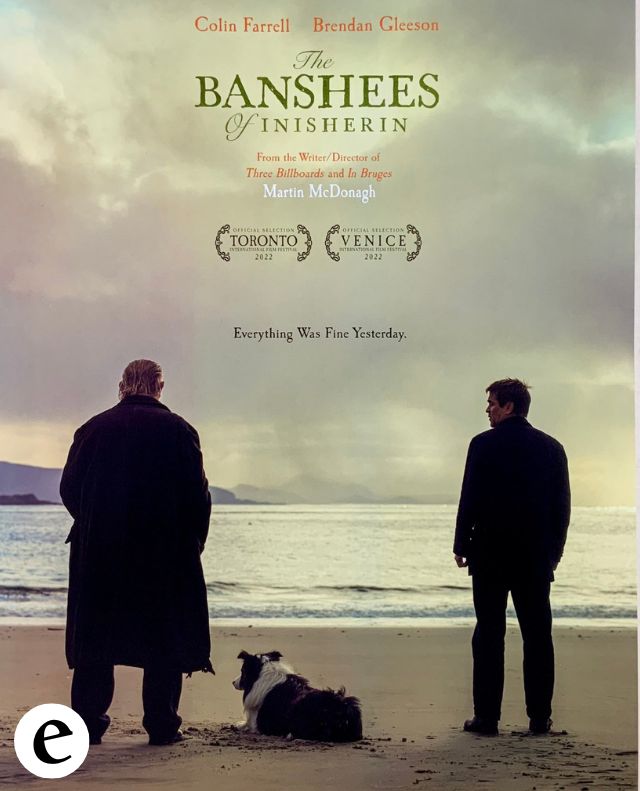 Colin Farrell Brendan Gleeson
The
BANSHEES
Of INISHERIN
From the Writer/Director of
Three Billboards and In Bruges
Martin McDonagh
OFFICIAL SELECTION OFFICIAL SELECTION
TORONTO VENICE
INTERNATIONAL FILM FESTIVAL INTERNATIONAL FILM FESTIVAL
2022 2022
Everything Was Fine Yesterday.
e